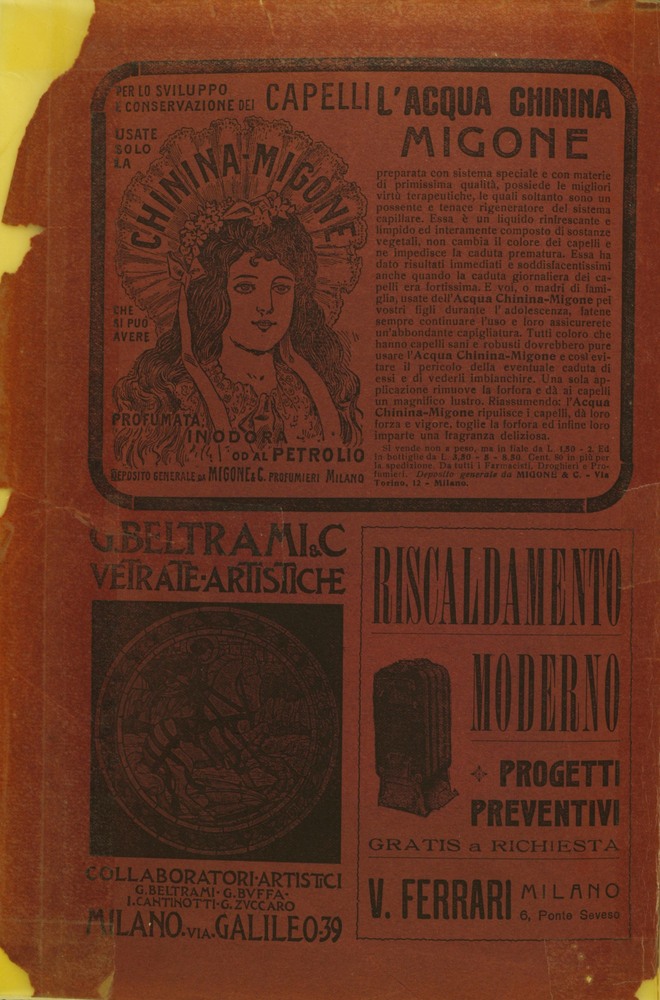 PER LO SVILUPPO
E CONSERVAZIONE DEI CAPELLI
USATE
SOLO
LA
CHININA-MIGONE
CHE
SI PUÒ
AVERE
PROFUMATA
INODORA
OD AL PETROLIO
DEPOSITO GENERALE DA MIGONE & C. PROFUMIERI MILANO
L'ACQUA CHININA
MIGONE
preparata con sistema speciale e con materie
di primissima qualità, possiede le migliori
virtù terapeutiche, le quali soltanto sono un
possente e tenace rigeneratore del sistema
capillare. Essa è un liquido rinfrescante e
limpido ed interamente composto di sostanze
vegetali, non cambia il colore dei capelli e
ne impedisce la caduta prematura. Essa ha
dato risultati immediati e soddisfacentissimi
anche quando la caduta giornaliera dei ca-
pelli era fortissima. E voi, o madri di fami-
glia, usate dell'Acqua Chinina-Migone pei
vostri figli durante l'adolescenza, fatene
sempre continuare l'uso e loro assicurerete
un'abbondante capigliatura. Tutti coloro che
hanno capelli sani e robusti dovrebbero pure
usare l'Acqua Chinina-Migone e così evi-
tare il pericolo della eventuale caduta di
essi e di vederli imbianchire. Una sola ap-
plicazione rimuove la forfora e dà ai capelli
un magnifico lustro. Riassumendo: l'Acqua
Chinina-Migone ripulisce i capelli, dà loro
forza e vigore, toglie la forfora ed infine loro
imparte una fragranza deliziosa.
Si vende non a peso, ma in fiale da L. 1,50 - 2. Ed
in bottiglie da L. 3,50 - 5 - 8,50. Cent. 80 in più per
la spedizione. Da tutti i Farmacisti, Droghieri e Pro-
fumieri. Deposito generale da MIGONE & C. - Via
Torino, 12 - Milano.
G. BELTRAMI & C
VETRATE·ARTISTICHE
COLLABORATORI·ARTISTICI
G. BELTRAMI · G. BVFFA ·
I. CANTINOTTI · G. ZVCCARO
MILANO. VIA. GALILEO. 39
RISCALDAMENTO
MODERNO
PROGETTI
PREVENTIVI
GRATIS a RICHIESTA
V. FERRARI MILANO
6, Ponte Seveso